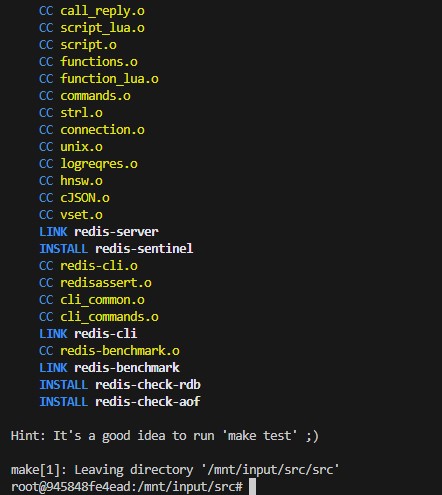 CC call_reply.o
CC script_lua.o
CC script.o
CC functions.o
CC function_lua.o
CC commands.o
CC strl.o
CC connection.o
CC unix.o
CC logreqres.o
CC hnsw.o
CC cJSON.o
CC vset.o
LINK redis-server
INSTALL redis-sentinel
CC redis-cli.o
CC redisassert.o
CC cli_common.o
CC cli_commands.o
LINK redis-cli
CC redis-benchmark.o
LINK redis-benchmark
INSTALL redis-check-rdb
INSTALL redis-check-aof
Hint: It's a good idea to run 'make test' ;)
make[1]: Leaving directory '/mnt/input/src/src'
root@945848fe4ead:/mnt/input/src#